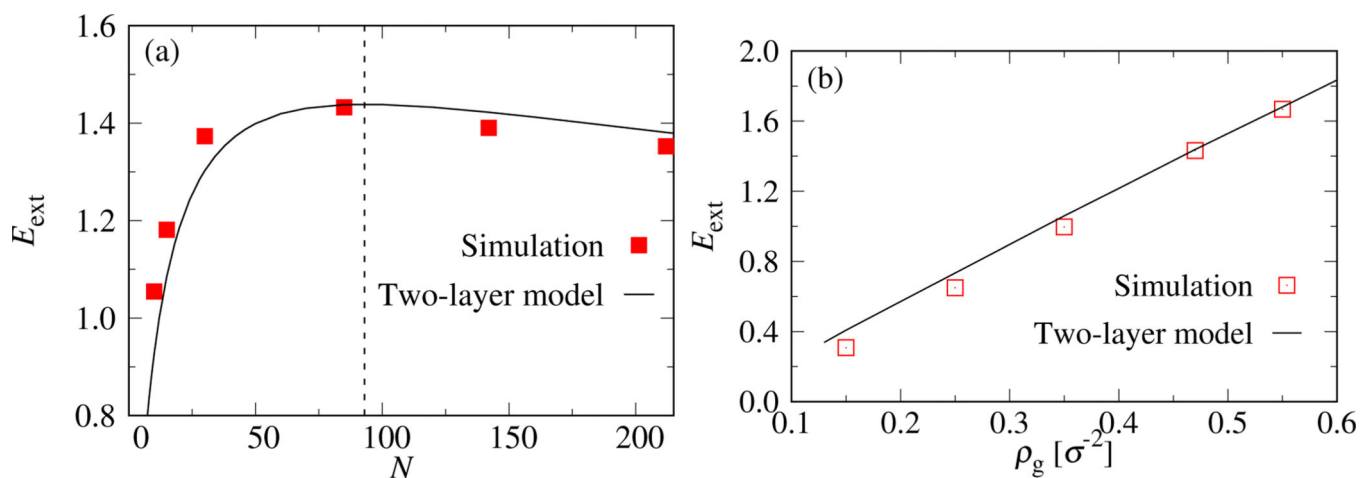 (a)
1.6
1.4
1.2
1.0
0.8
E_ext
Simulation
Two-layer model
0 50 100 150 200
N
(b)
2.0
1.6
1.2
0.8
0.4
0.0
E_ext
Simulation
Two-layer model
0.1 0.2 0.3 0.4 0.5 0.6
ρ_g [σ⁻²]